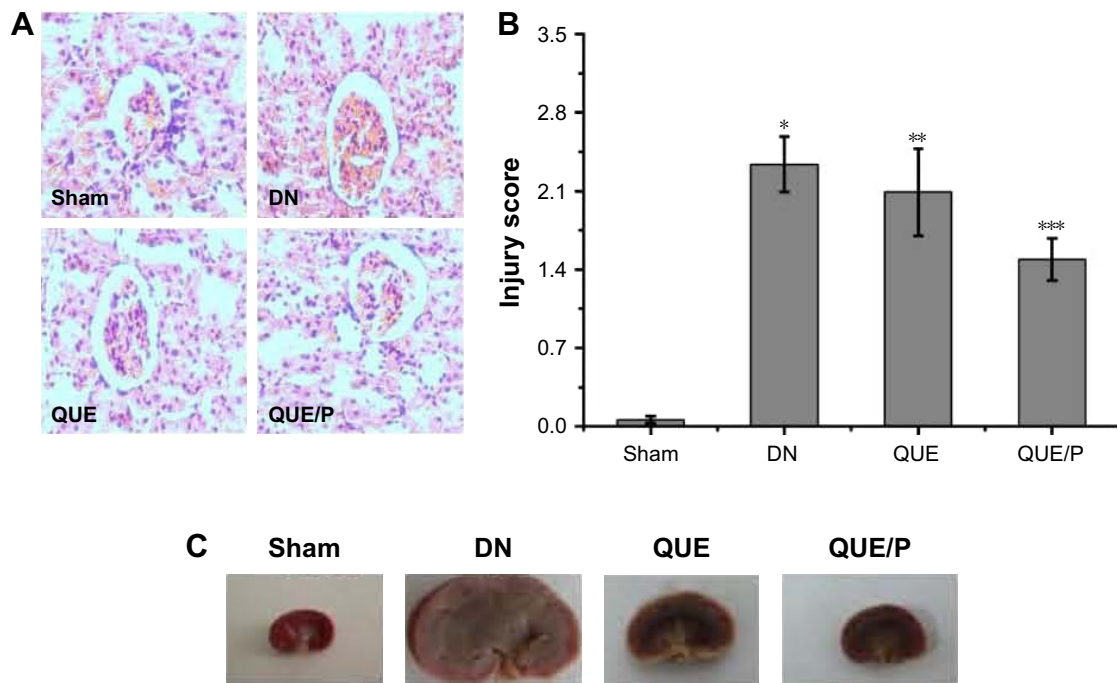 A
Sham
DN
QUE
QUE/P
B
3.5
2.8
2.1
1.4
0.7
0.0
Injury score
*
**
***
Sham DN QUE QUE/P
C Sham DN QUE QUE/P